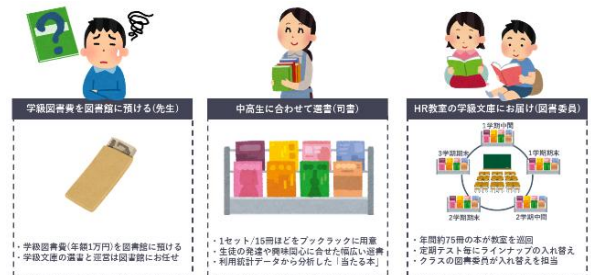 学級図書費を図書館に預ける(先生)
・学級図書費(年額1万円)を図書館に預ける
・学級文庫の選書と運営は図書館にお任せ
中高生に合わせて選書(司書)
・1セット/15冊ほどをブックラックに用意
・生徒の発達や興味関心に合せた幅広い選書
・利用統計データから分析した「当たる本」
HR教室の学級文庫にお届け(図書委員)
1学期中間
3学期期末
1学期期末
2学期期末
2学期中間
・年間約75冊の本が教室を巡回
・定期テスト毎にラインナップの入れ替え
・クラスの図書委員が入れ替えを担当